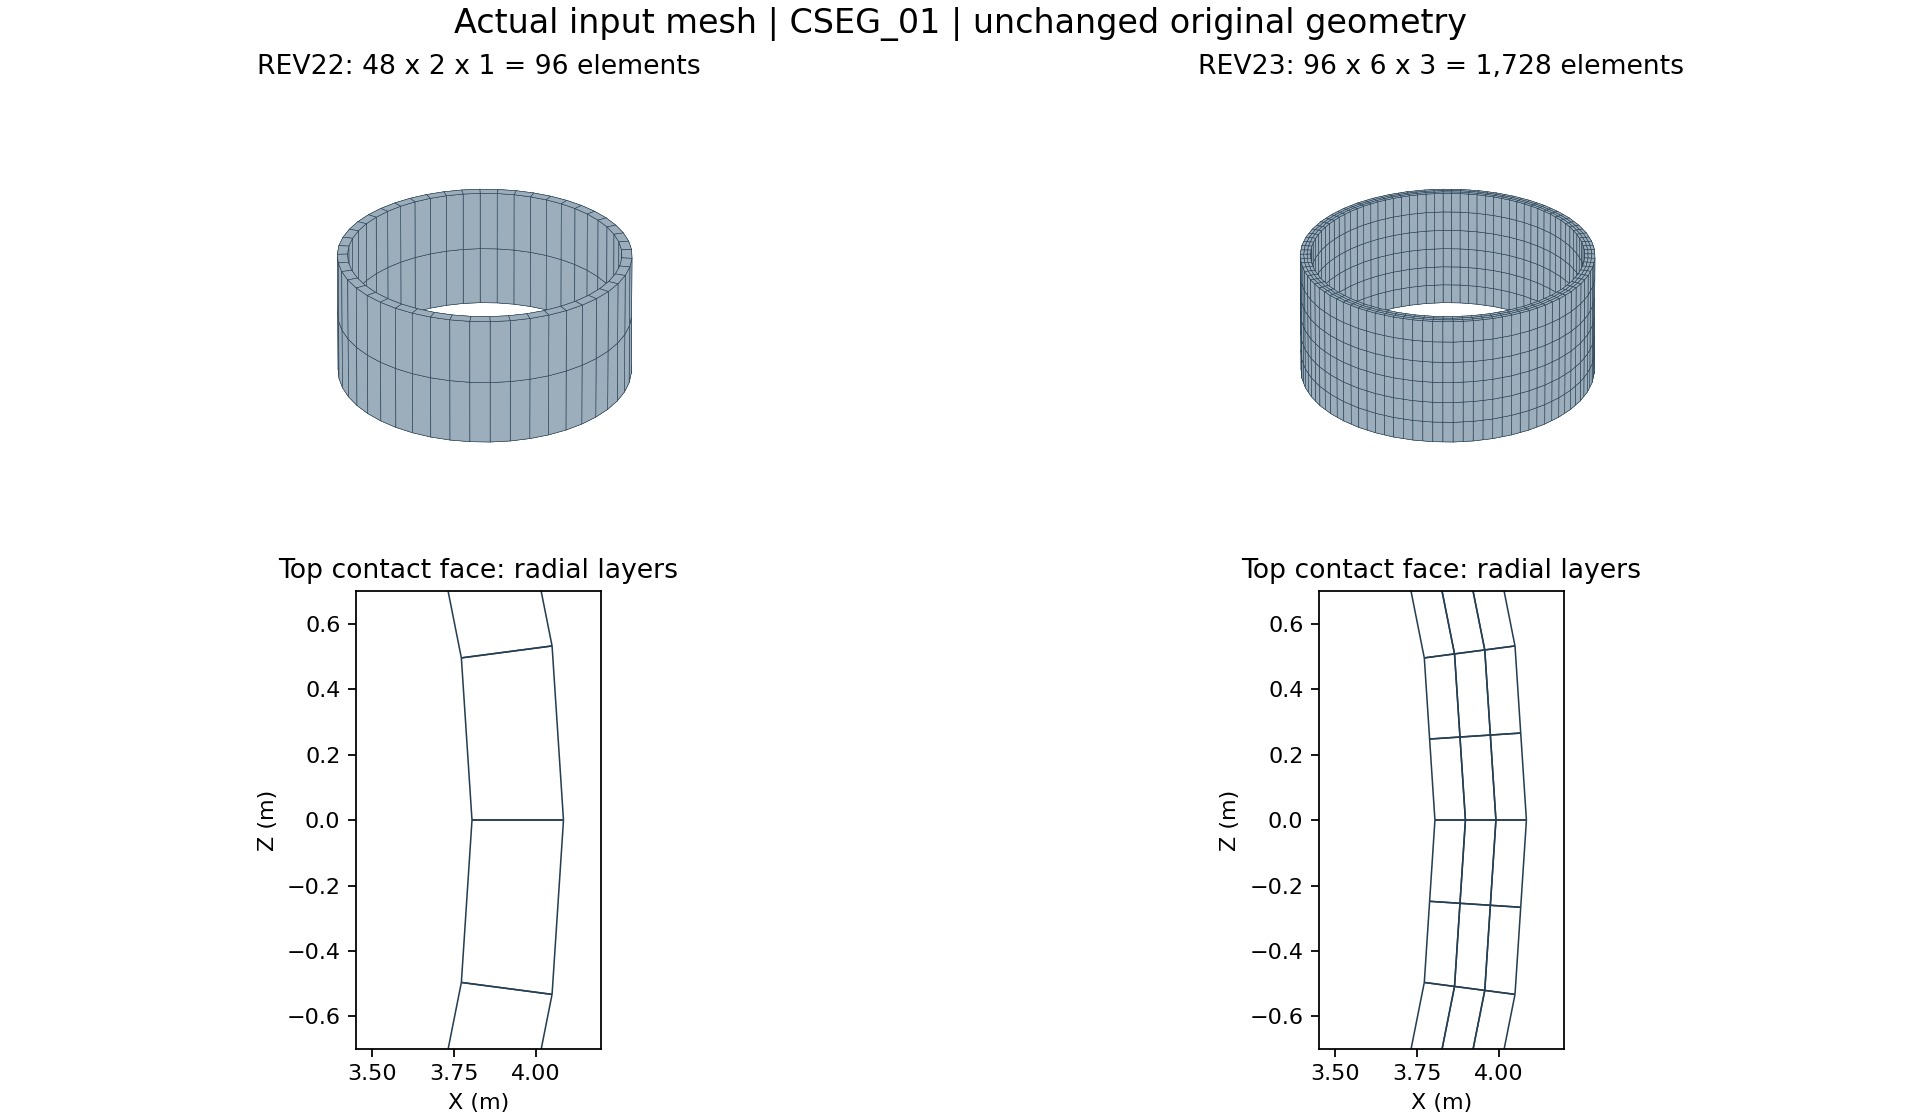 Actual input mesh | CSEG_01 | unchanged original geometry
REV22: 48 x 2 x 1 = 96 elements
REV23: 96 x 6 x 3 = 1,728 elements
Top contact face: radial layers
0.6
0.4
0.2
0.0
−0.2
−0.4
−0.6
Z (m)
3.50 3.75 4.00
X (m)
Top contact face: radial layers
0.6
0.4
0.2
0.0
−0.2
−0.4
−0.6
Z (m)
3.50 3.75 4.00
X (m)